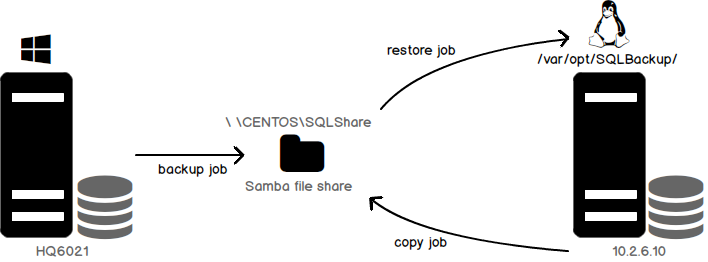 restore job
/var/opt/SQLBackup/
\ \CENTOS\SQLShare
backup job
Samba file share
copy job
HQ6021
10.2.6.10